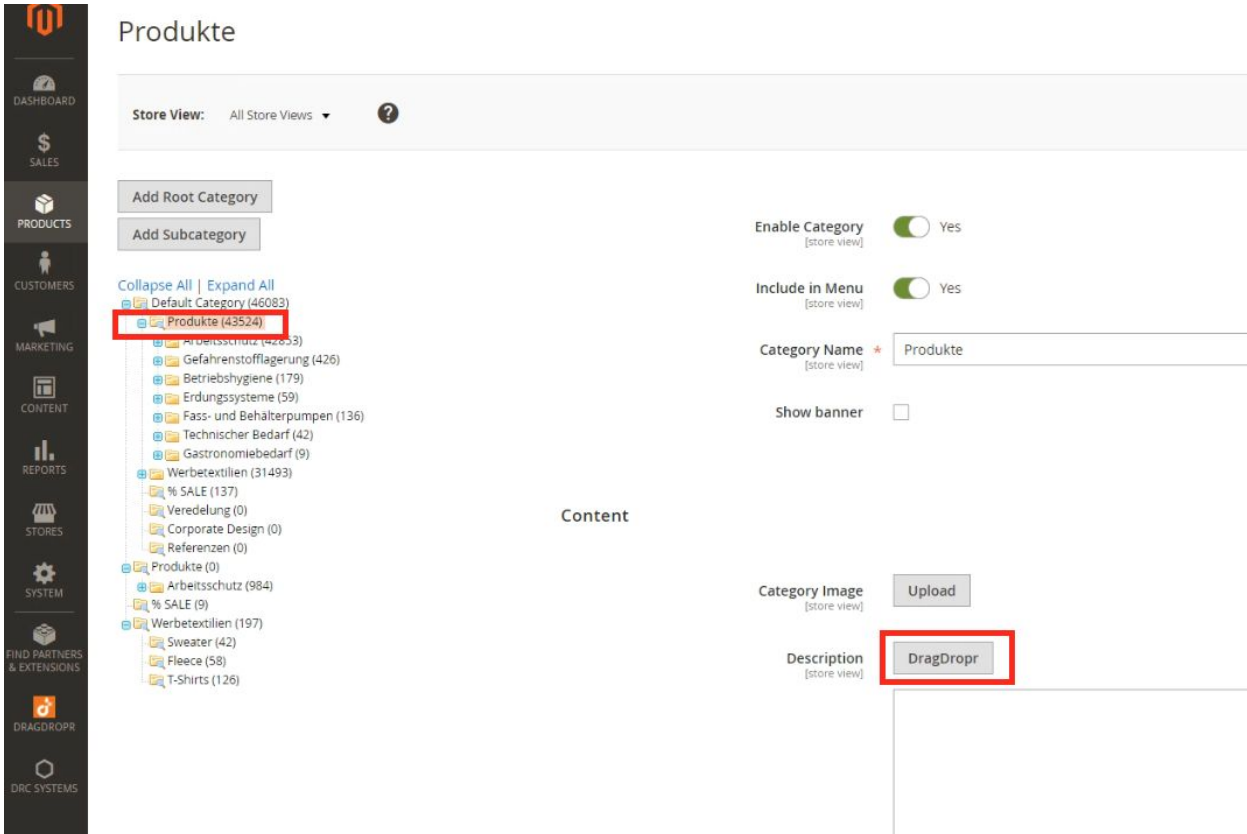 Produkte
DASHBOARD
SALES
PRODUCTS
CUSTOMERS
MARKETING
CONTENT
REPORTS
STORES
SYSTEM
FIND PARTNERS
& EXTENSIONS
DRAGDROPR
DRC SYSTEMS
Store View: All Store Views
Add Root Category
Add Subcategory
Collapse All | Expand All
Default Category (46083)
Produkte (43524)
Arbeitsschutz (42853)
Gefahrenstofflagerung (426)
Betriebshygiene (179)
Erdungssysteme (59)
Fass- und Behälterpumpen (136)
Technischer Bedarf (42)
Gastronomiebedarf (9)
Werbetextilien (31493)
% SALE (137)
Veredelung (0)
Corporate Design (0)
Referenzen (0)
Produkte (0)
Arbeitsschutz (984)
% SALE (9)
Werbetextilien (197)
Sweater (42)
Fleece (58)
T-Shirts (126)
Enable Category Yes
[store view]
Include in Menu Yes
[store view]
Category Name * Produkte
[store view]
Show banner
Content
Category Image Upload
[store view]
Description DragDropr
[store view]